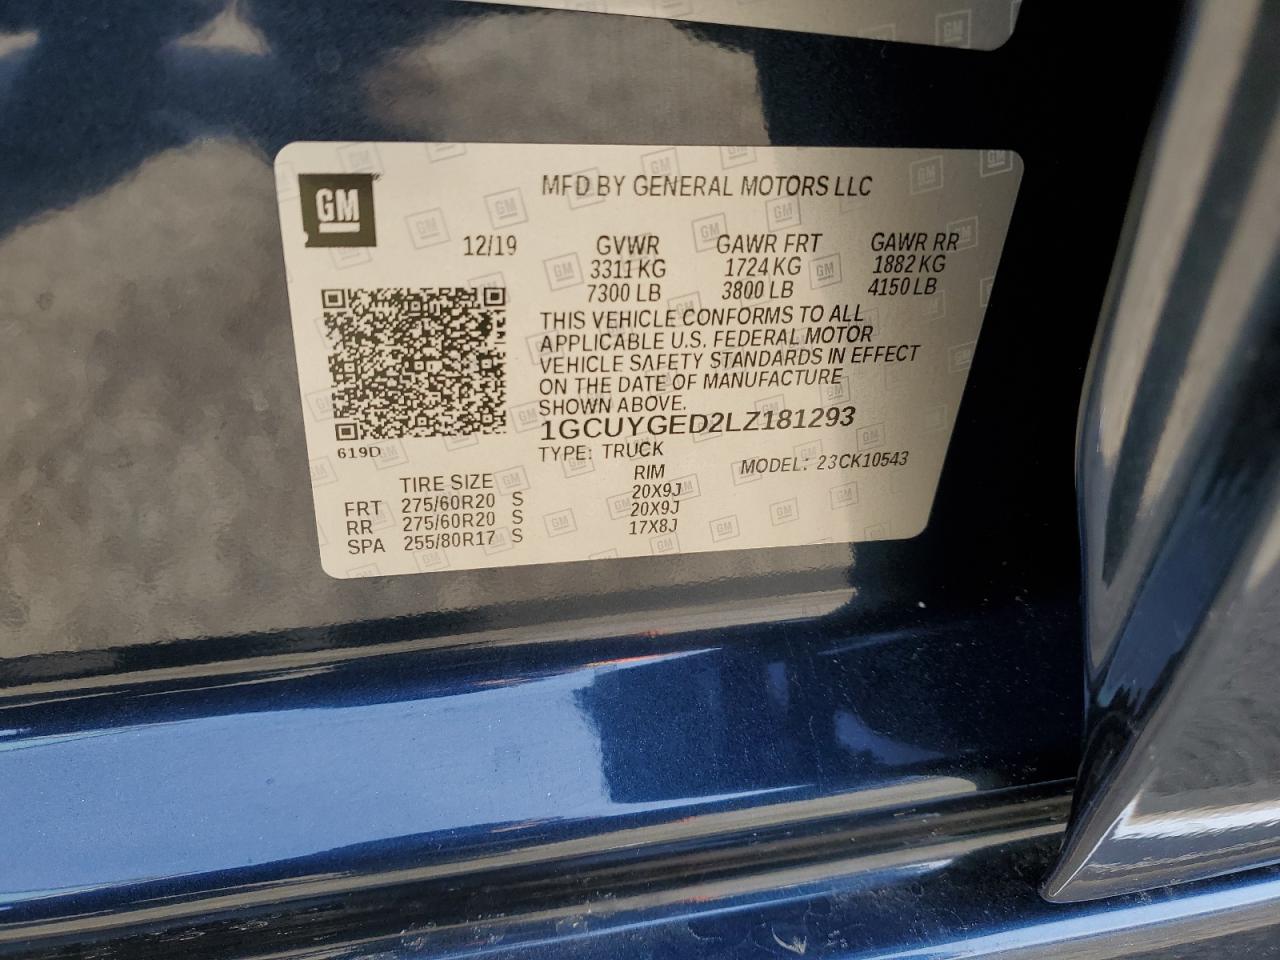 MFD BY GENERAL MOTORS LLC
GM
12/19 GVWR GAWR FRT GAWR RR
3311 KG 1724 KG 1882 KG
7300 LB 3800 LB 4150 LB
THIS VEHICLE CONFORMS TO ALL
APPLICABLE U.S. FEDERAL MOTOR
VEHICLE SAFETY STANDARDS IN EFFECT
ON THE DATE OF MANUFACTURE
SHOWN ABOVE.
1GCUYGED2LZ181293
619D
TYPE: TRUCK MODEL: 23CK10543
TIRE SIZE RIM
FRT 275/60R20 S 20X9J
RR 275/60R20 S 20X9J
SPA 255/80R17 S 17X8J